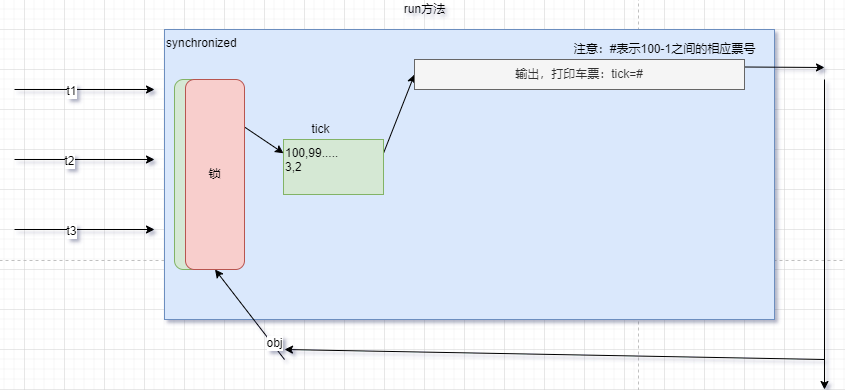 run方法
synchronized
注意：#表示100-1之间的相应票号
输出，打印车票：tick=#
t1
tick
100,99.....
3,2
t2
锁
t3
obj